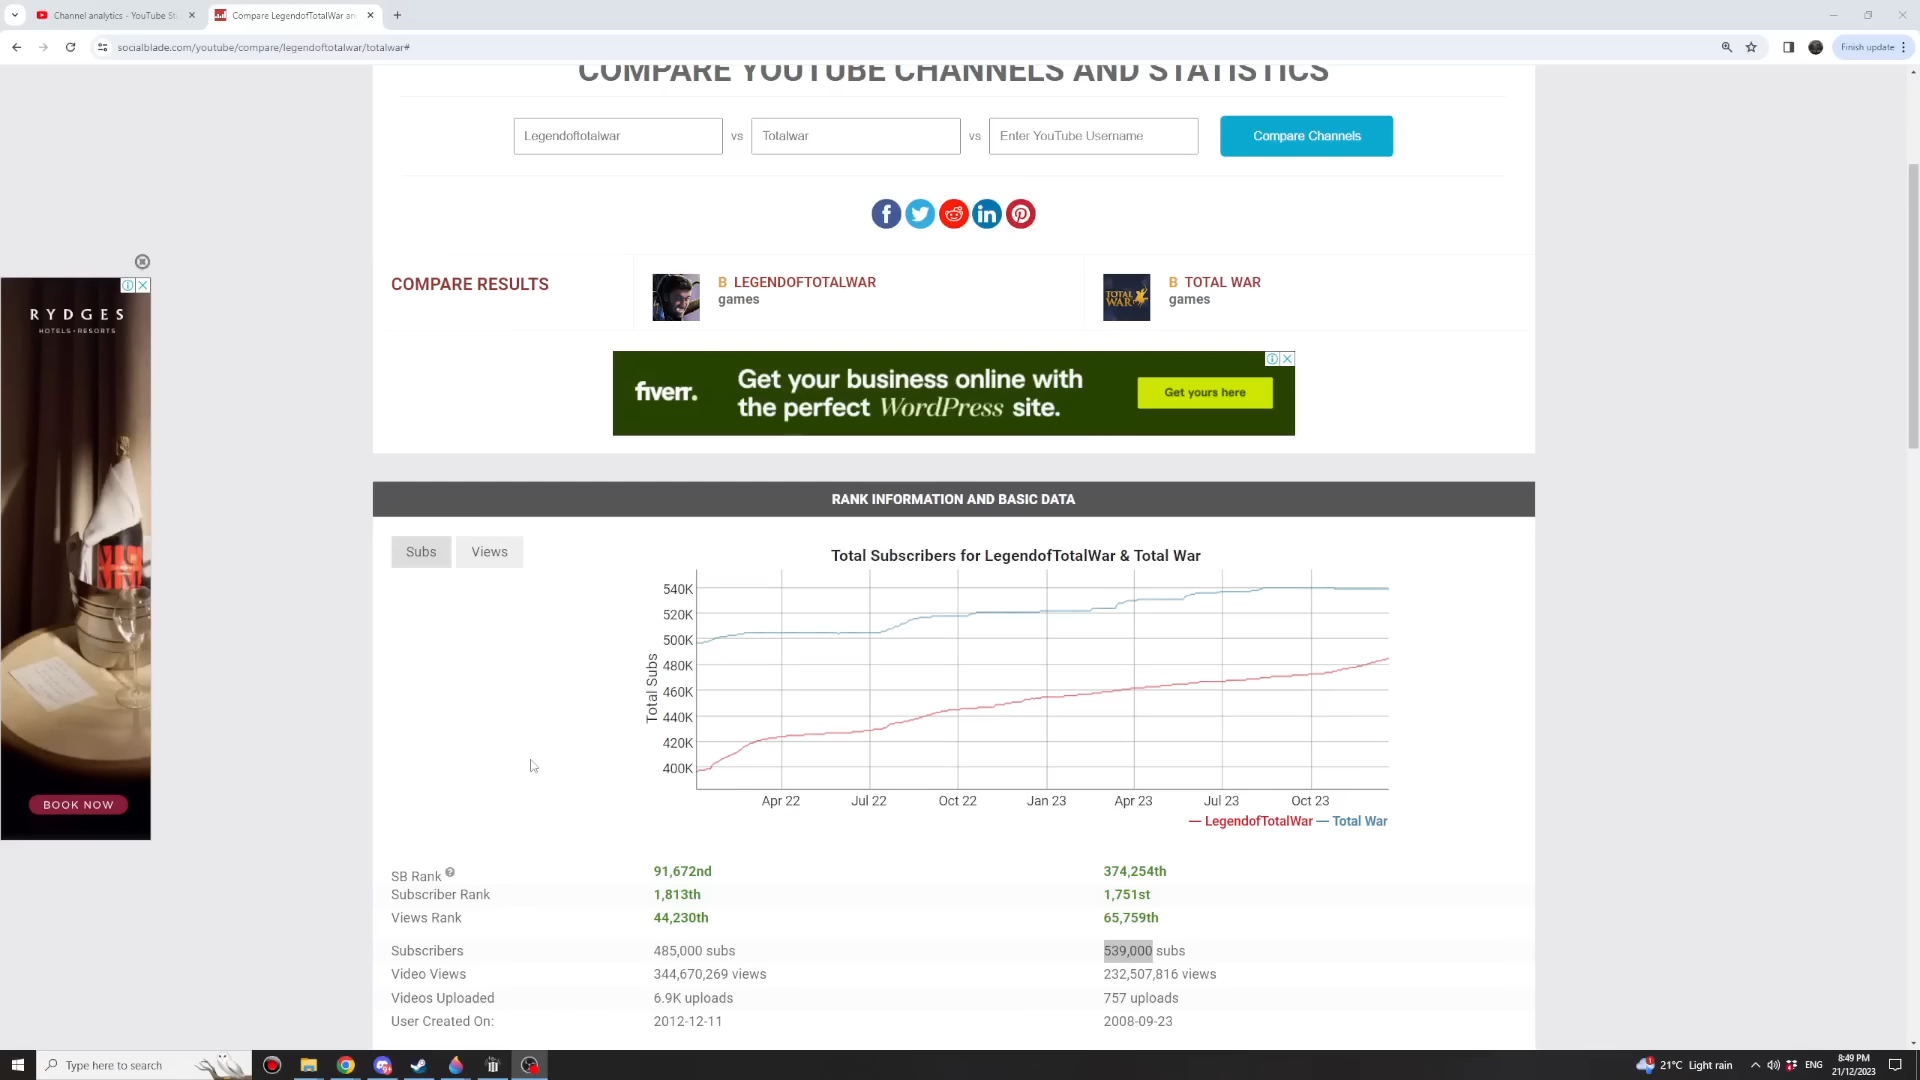 Channel analytics - YouTube St
Compare LegendofTotalWar an
socialblade.com/youtube/compare/legendoftotalwar/totalwar#
Finish update
COMPARE YOUTUBE CHANNELS AND STATISTICS
Legendoftotalwar vs Totalwar vs Enter YouTube Username Compare Channels
COMPARE RESULTS
B LEGENDOFTOTALWAR
games
B TOTAL WAR
games
TOTAL WAR
RYDGES
HOTELS • RESORTS
BOOK NOW
fiverr.
Get your business online with
the perfect WordPress site.
Get yours here
RANK INFORMATION AND BASIC DATA
Subs Views
Total Subscribers for LegendofTotalWar & Total War
Total Subs
540K
520K
500K
480K
460K
440K
420K
400K
Apr 22 Jul 22 Oct 22 Jan 23 Apr 23 Jul 23 Oct 23
LegendofTotalWar Total War
SB Rank 91,672nd 374,254th
Subscriber Rank 1,813th 1,751st
Views Rank 44,230th 65,759th
Subscribers 485,000 subs 539,000 subs
Video Views 344,670,269 views 232,507,816 views
Videos Uploaded 6.9K uploads 757 uploads
User Created On: 2012-12-11 2008-09-23
Type here to search
21°C Light rain
ENG
8:49 PM
21/12/2023